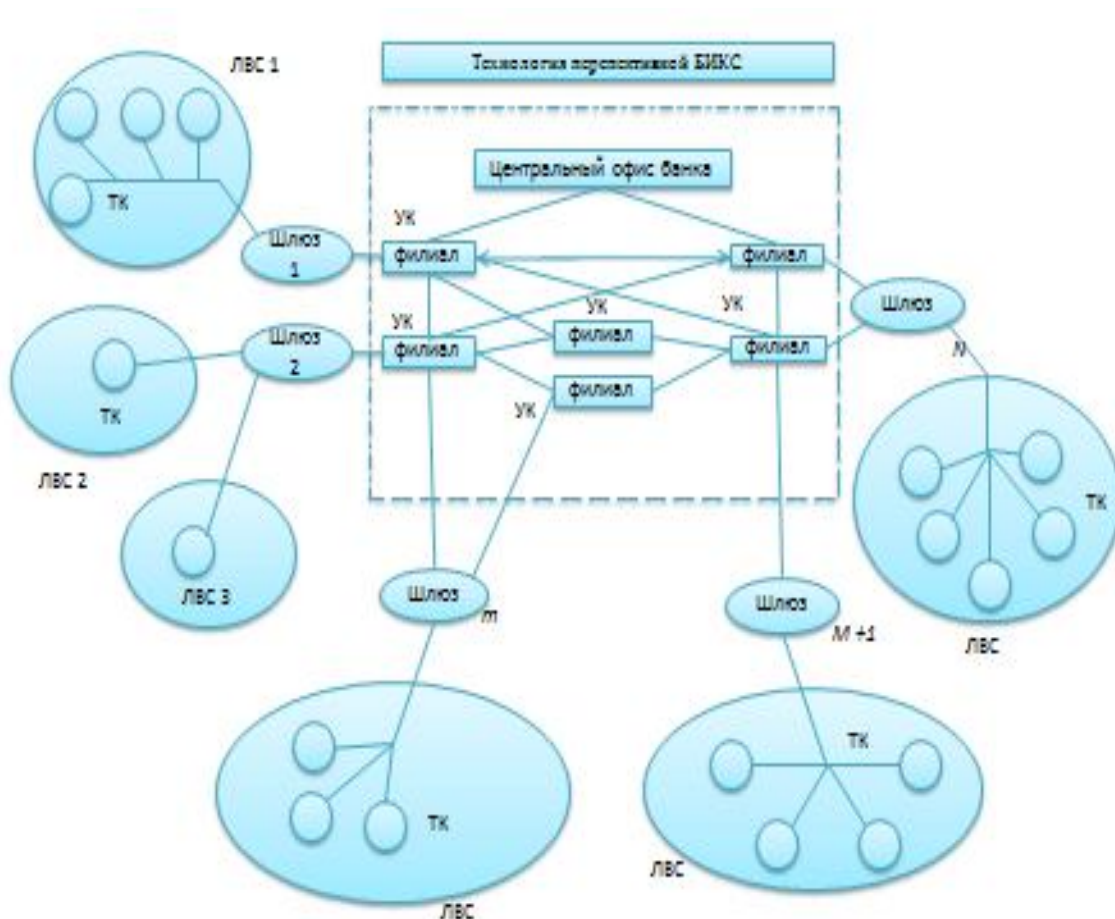 ЛВС 1
Технология перспективной БИКС
Центральный офис банка
ТК
УК
Шлюз
1
филиал
филиал
Шлюз
УК
УК
УК
Шлюз
2
филиал
филиал
филиал
N
ТК
филиал
УК
ТК
ЛВС 2
ТК
ЛВС 3
Шлюз
m
Шлюз
M +1
ЛВС
ТК
ТК
ЛВС
ЛВС